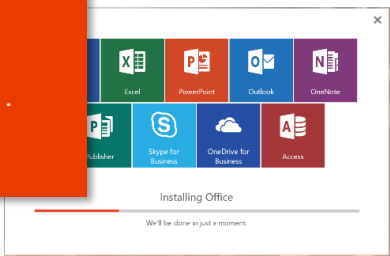 Excel PowerPoint Outlook OneNote
Publisher Skype for Business OneDrive for Business Access
Installing Office
We'll be done in just a moment.